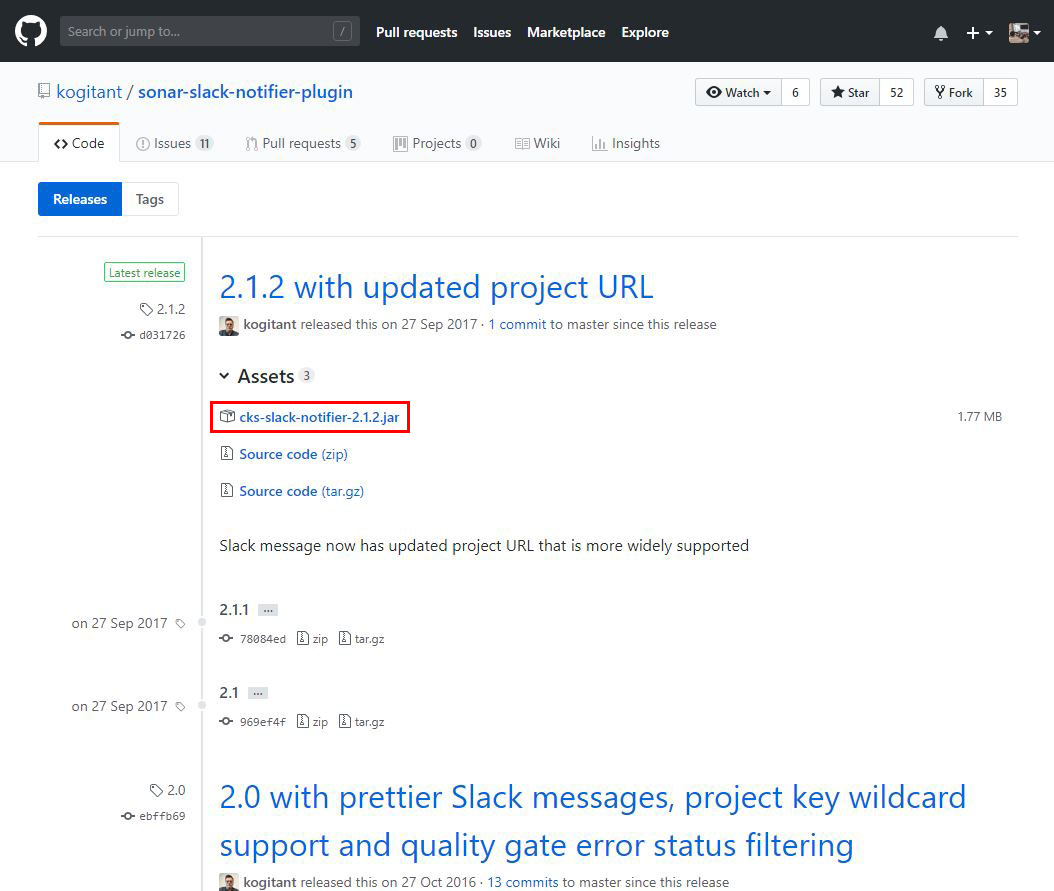 Search or jump to... / Pull requests Issues Marketplace Explore
kogitant / sonar-slack-notifier-plugin Watch 6 Star 52 Fork 35
Code Issues 11 Pull requests 5 Projects 0 Wiki Insights
Releases Tags
Latest release
2.1.2
d031726
2.1.2 with updated project URL
kogitant released this on 27 Sep 2017 · 1 commit to master since this release
Assets 3
cks-slack-notifier-2.1.2.jar 1.77 MB
Source code (zip)
Source code (tar.gz)
Slack message now has updated project URL that is more widely supported
on 27 Sep 2017
2.1.1 ...
78084ed zip tar.gz
on 27 Sep 2017
2.1 ...
969ef4f zip tar.gz
2.0
ebffb69
2.0 with prettier Slack messages, project key wildcard
support and quality gate error status filtering
kogitant released this on 27 Oct 2016 · 13 commits to master since this release